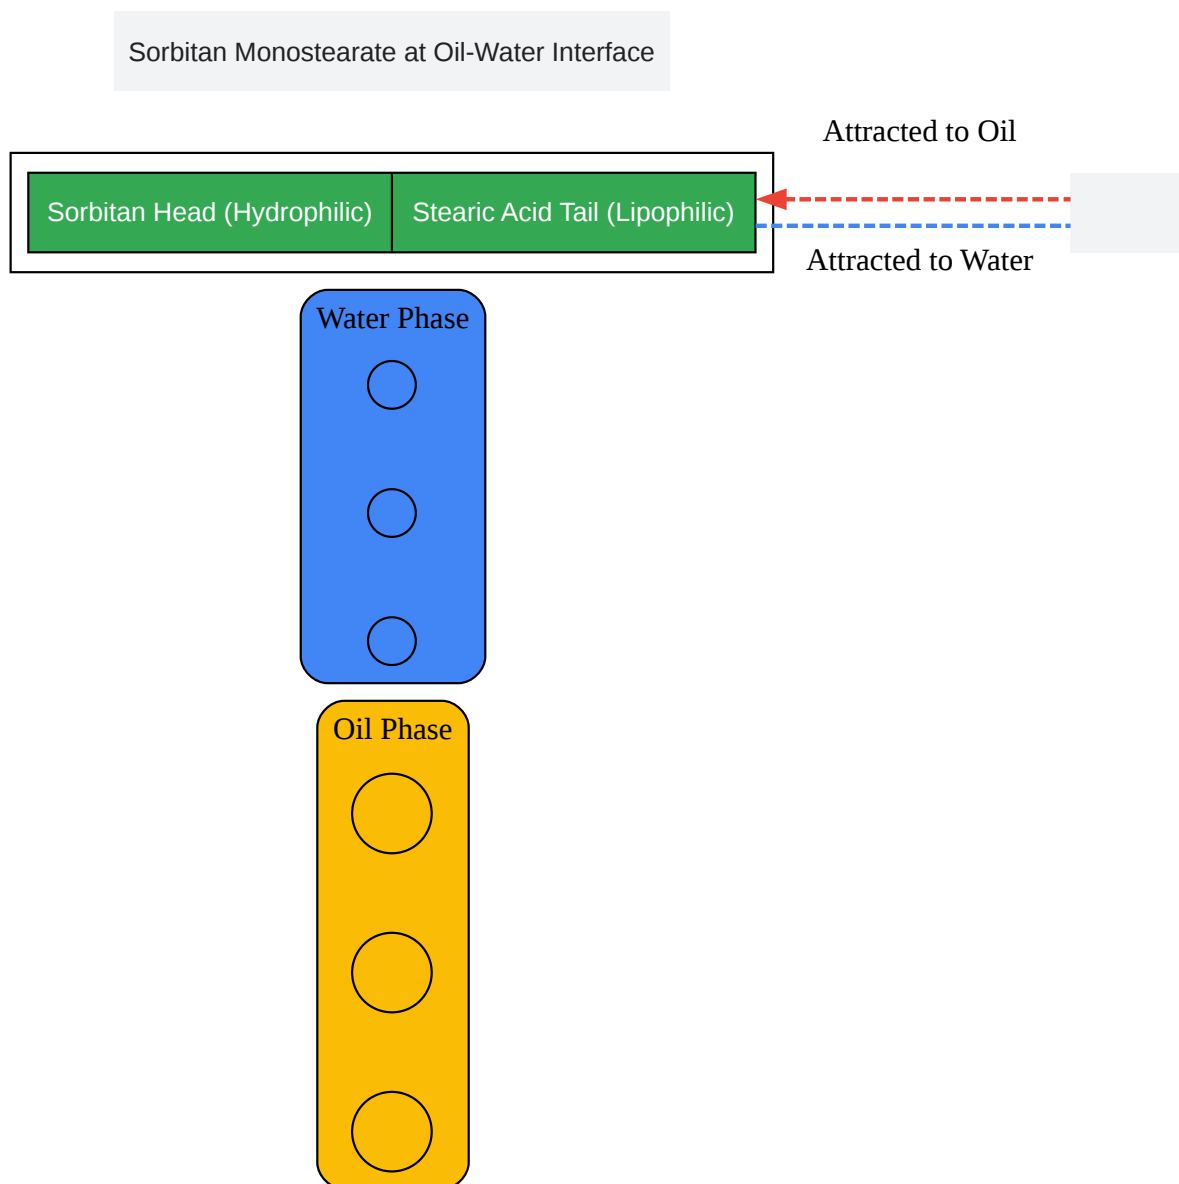 Sorbitan Monostearate at Oil-Water Interface
Attracted to Oil
Sorbitan Head (Hydrophilic)
Stearic Acid Tail (Lipophilic)
Attracted to Water
Water Phase
Oil Phase